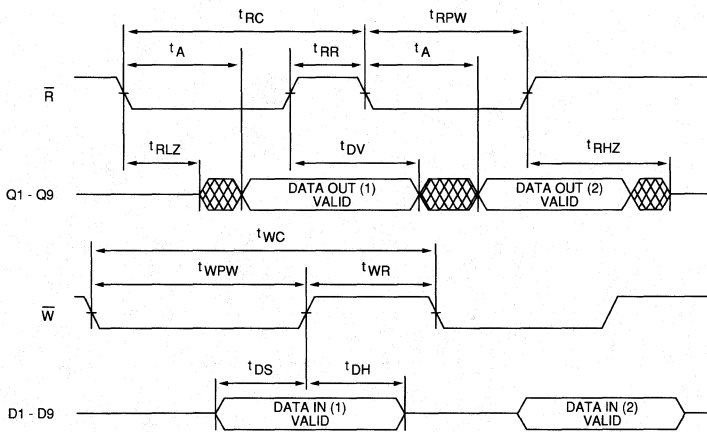 tRC tRPW
tA tRR tA
R̅
tRLZ tDV tRHZ
Q1 - Q9 DATA OUT (1) VALID DATA OUT (2) VALID
tWC
tWPW tWR
W̅
tDS tDH
D1 - D9 DATA IN (1) VALID DATA IN (2) VALID